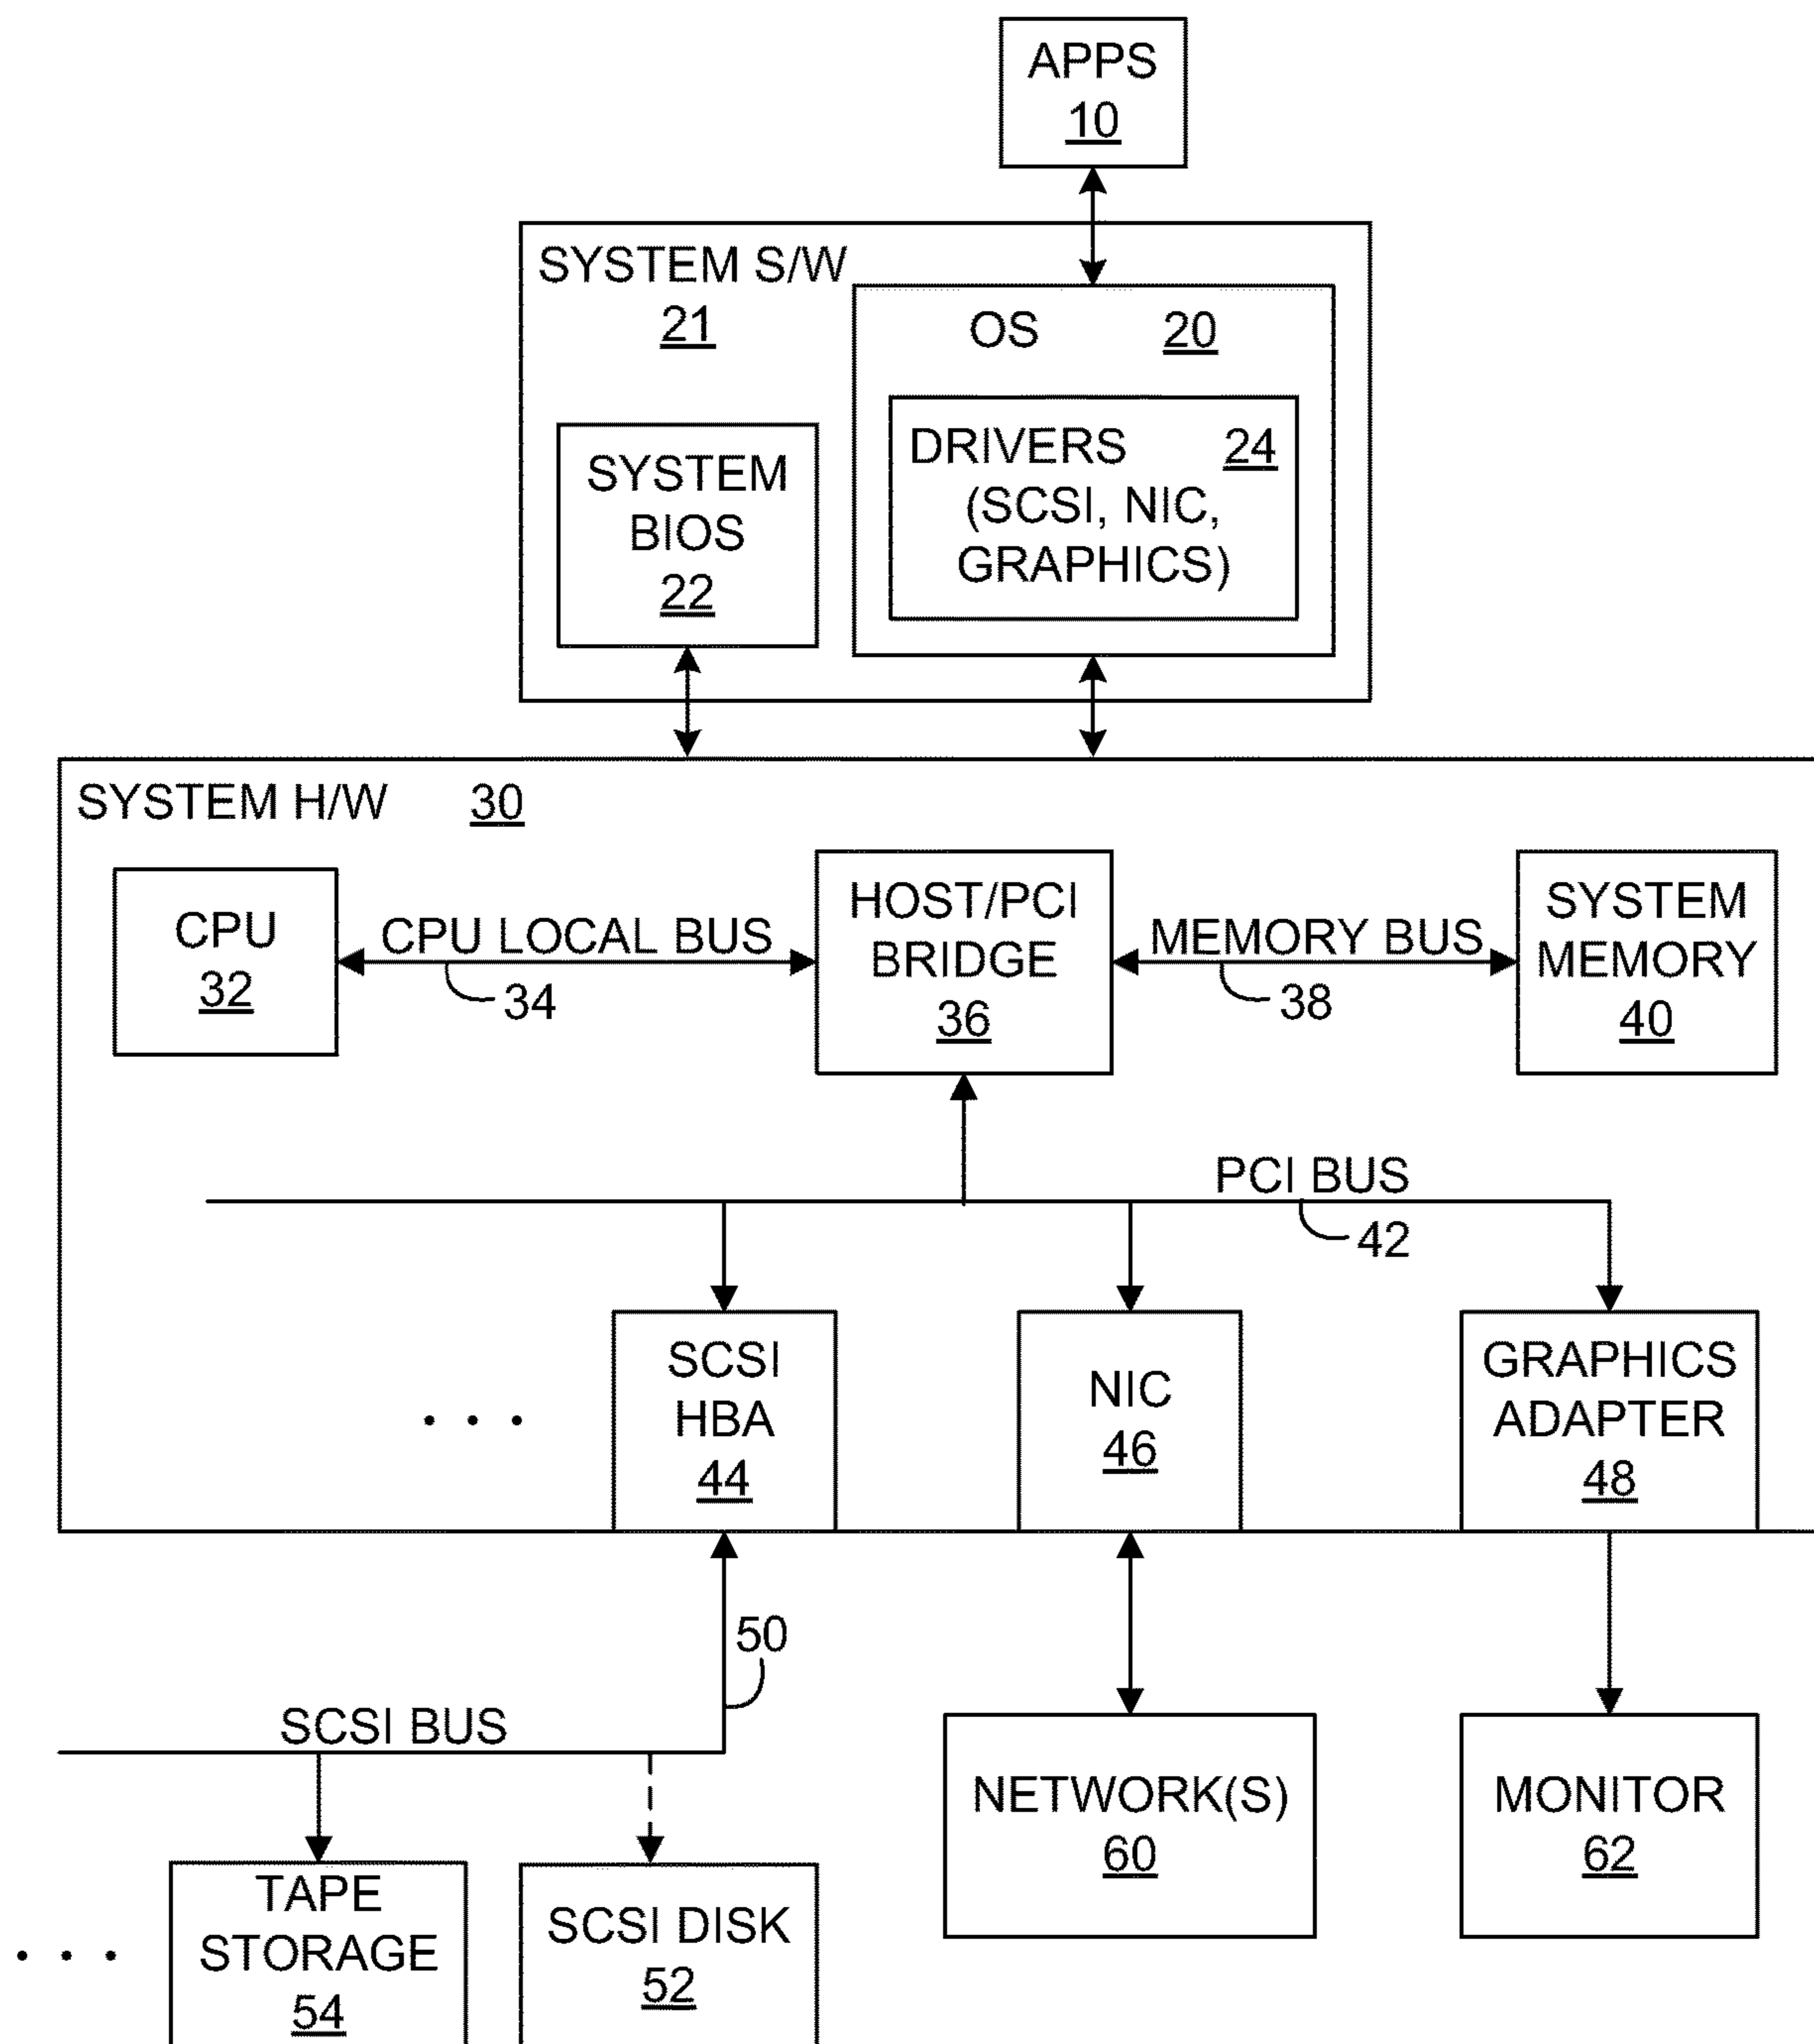 APPS
10
SYSTEM S/W
21
OS 20
DRIVERS 24
(SCSI, NIC,
GRAPHICS)
SYSTEM
BIOS
22
SYSTEM H/W 30
CPU
32
CPU LOCAL BUS
34
HOST/PCI
BRIDGE
36
MEMORY BUS
38
SYSTEM
MEMORY
40
PCI BUS
42
. . .
SCSI
HBA
44
NIC
46
GRAPHICS
ADAPTER
48
50
SCSI BUS
. . .
TAPE
STORAGE
54
SCSI DISK
52
NETWORK(S)
60
MONITOR
62